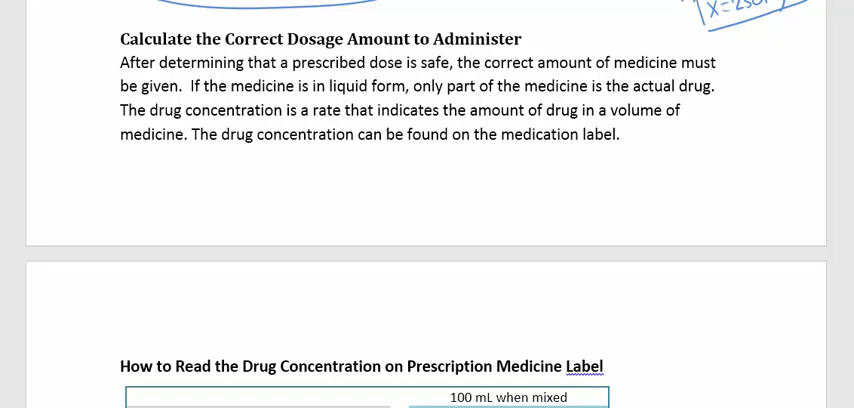 Calculate the Correct Dosage Amount to Administer
After determining that a prescribed dose is safe, the correct amount of medicine must
be given.  If the medicine is in liquid form, only part of the medicine is the actual drug.
The drug concentration is a rate that indicates the amount of drug in a volume of
medicine. The drug concentration can be found on the medication label.
How to Read the Drug Concentration on Prescription Medicine Label
100 mL when mixed